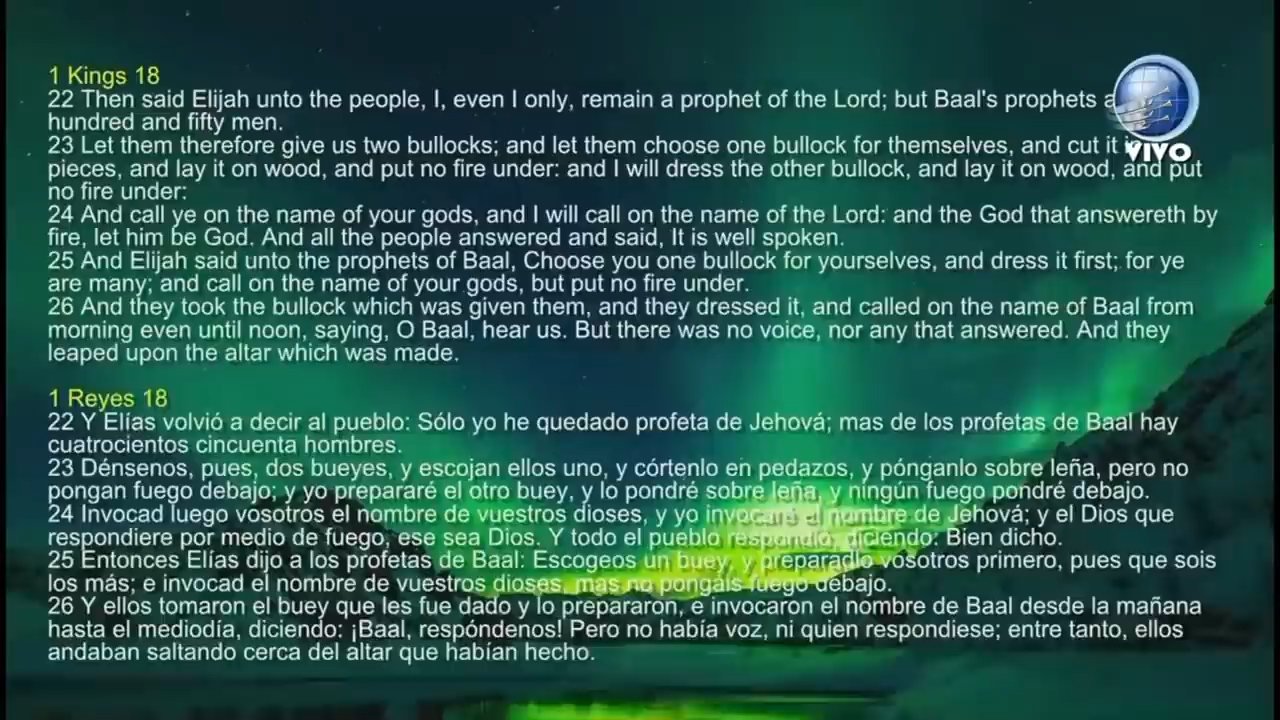 1 Kings 18
22 Then said Elijah unto the people, I, even I only, remain a prophet of the Lord; but Baal's prophets
hundred and fifty men.
23 Let them therefore give us two bullocks; and let them choose one bullock for themselves, and cut it
pieces, and lay it on wood, and put no fire under: and I will dress the other bullock, and lay it on wood, and put
no fire under:
24 And call ye on the name of your gods, and I will call on the name of the Lord: and the God that answereth by
fire, let him be God. And all the people answered and said, It is well spoken.
25 And Elijah said unto the prophets of Baal, Choose you one bullock for yourselves, and dress it first; for ye
are many; and call on the name of your gods, but put no fire under.
26 And they took the bullock which was given them, and they dressed it, and called on the name of Baal from
morning even until noon, saying, O Baal, hear us. But there was no voice, nor any that answered. And they
leaped upon the altar which was made.
1 Reyes 18
22 Y Elías volvió a decir al pueblo: Sólo yo he quedado profeta de Jehová; mas de los profetas de Baal hay
cuatrocientos cincuenta hombres.
23 Dénsenos, pues, dos bueyes, y escojan ellos uno, y córtenlo en pedazos, y pónganlo sobre leña, pero no
pongan fuego debajo; y yo prepararé el otro buey, y lo pondré sobre leña, y ningún fuego pondré debajo.
24 Invocad luego vosotros el nombre de vuestros dioses, y yo invocaré el nombre de Jehová; y el Dios que
respondiere por medio de fuego, ese sea Dios. Y todo el pueblo respondió, diciendo: Bien dicho.
25 Entonces Elías dijo a los profetas de Baal: Escogeos un buey, y preparadlo vosotros primero, pues que sois
los más; e invocad el nombre de vuestros dioses, mas no pongáis fuego debajo.
26 Y ellos tomaron el buey que les fue dado y lo prepararon, e invocaron el nombre de Baal desde la mañana
hasta el mediodía, diciendo: ¡Baal, respóndenos! Pero no había voz, ni quien respondiese; entre tanto, ellos
andaban saltando cerca del altar que habían hecho.
VIVO